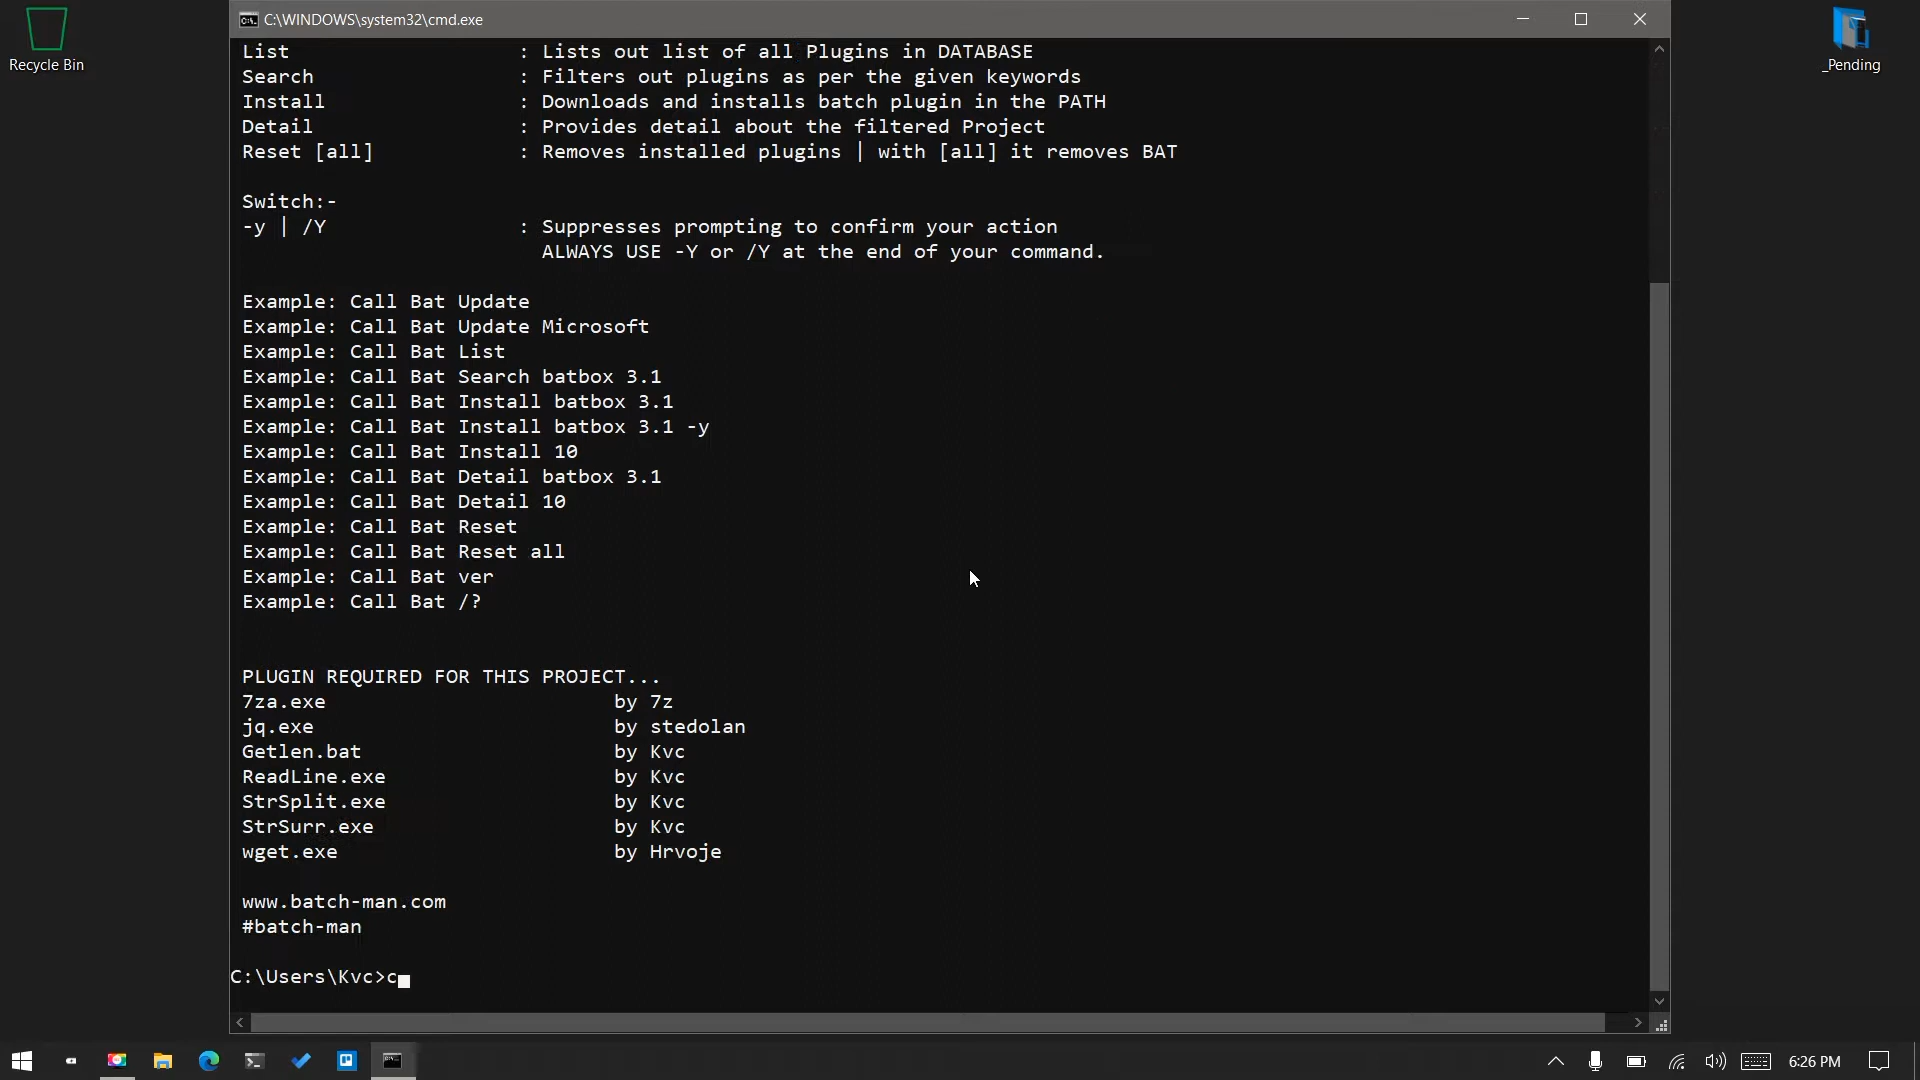 C:\WINDOWS\system32\cmd.exe
Recycle Bin
_Pending
List : Lists out list of all Plugins in DATABASE
Search : Filters out plugins as per the given keywords
Install : Downloads and installs batch plugin in the PATH
Detail : Provides detail about the filtered Project
Reset [all] : Removes installed plugins | with [all] it removes BAT
Switch:-
-y | /Y : Suppresses prompting to confirm your action
ALWAYS USE -Y or /Y at the end of your command.
Example: Call Bat Update
Example: Call Bat Update Microsoft
Example: Call Bat List
Example: Call Bat Search batbox 3.1
Example: Call Bat Install batbox 3.1
Example: Call Bat Install batbox 3.1 -y
Example: Call Bat Install 10
Example: Call Bat Detail batbox 3.1
Example: Call Bat Detail 10
Example: Call Bat Reset
Example: Call Bat Reset all
Example: Call Bat ver
Example: Call Bat /?
PLUGIN REQUIRED FOR THIS PROJECT...
7za.exe by 7z
jq.exe by stedolan
Getlen.bat by Kvc
ReadLine.exe by Kvc
StrSplit.exe by Kvc
StrSurr.exe by Kvc
wget.exe by Hrvoje
www.batch-man.com
#batch-man
C:\Users\Kvc>c
6:26 PM